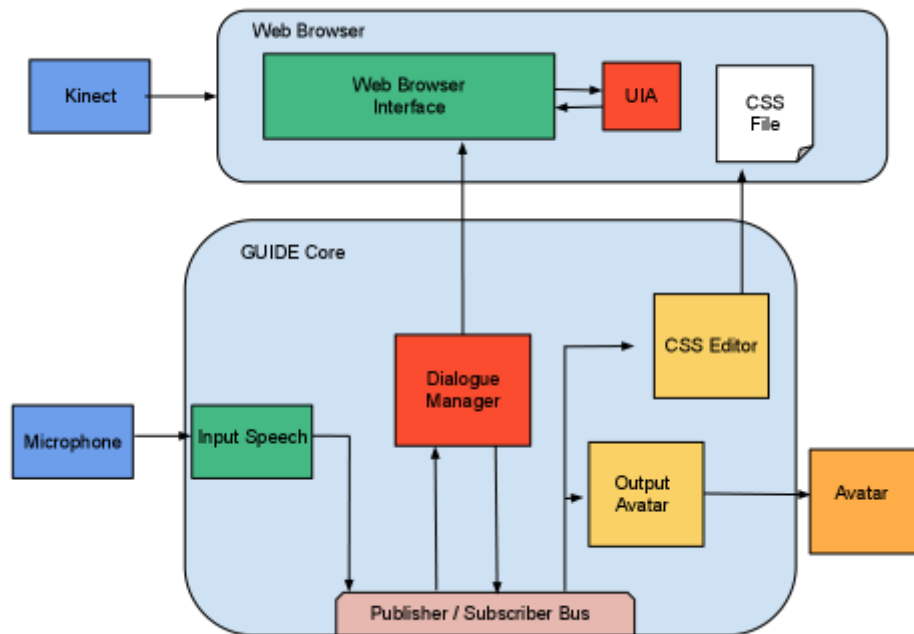 Web Browser
Kinect
Web Browser
Interface
UIA
CSS
File
GUIDE Core
CSS Editor
Dialogue
Manager
Microphone
Input Speech
Output
Avatar
Avatar
Publisher / Subscriber Bus